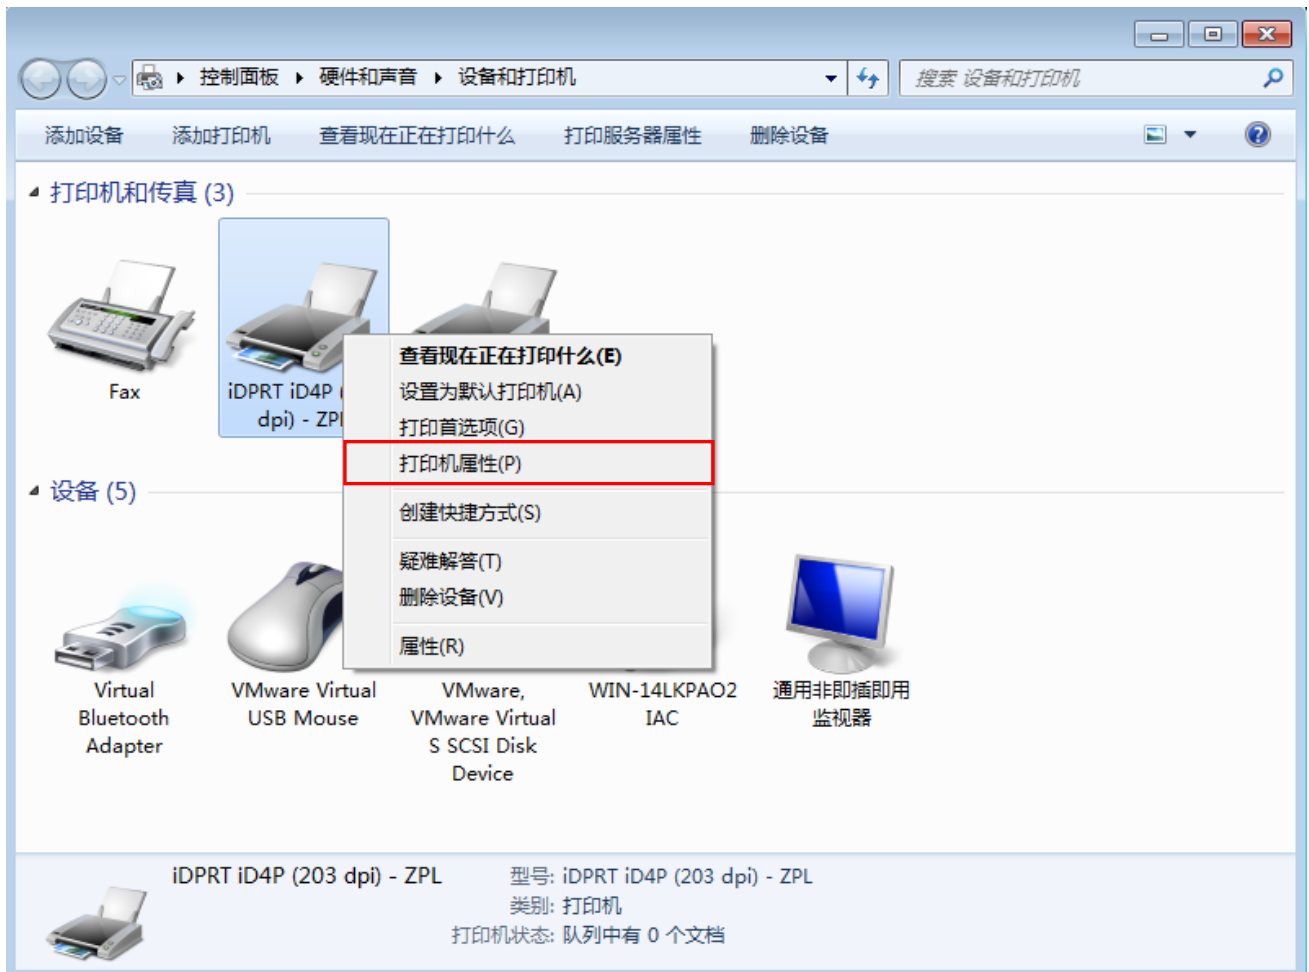 控制面板 硬件和声音 设备和打印机
搜索 设备和打印机
添加设备 添加打印机 查看现在正在打印什么 打印服务器属性 删除设备
打印机和传真 (3)
Fax
iDPRT iD4P (
dpi) - ZPL
查看现在正在打印什么(E)
设置为默认打印机(A)
打印首选项(G)
打印机属性(P)
创建快捷方式(S)
疑难解答(T)
删除设备(V)
属性(R)
设备 (5)
Virtual
Bluetooth
Adapter
VMware Virtual
USB Mouse
VMware,
VMware Virtual
S SCSI Disk
Device
WIN-14LKPAO2
IAC
通用非即插即用
监视器
iDPRT iD4P (203 dpi) - ZPL
型号: iDPRT iD4P (203 dpi) - ZPL
类别: 打印机
打印机状态: 队列中有 0 个文档